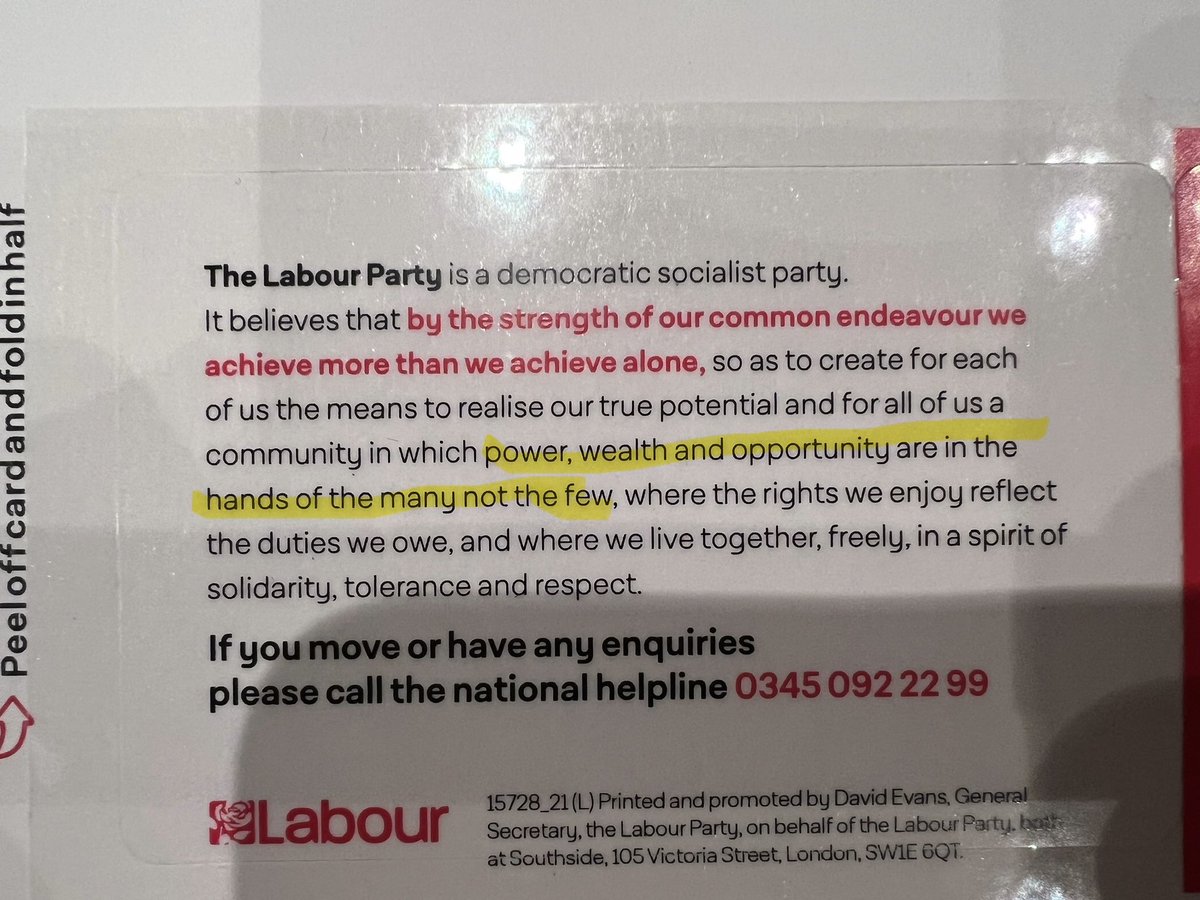 Peel off card and fold in half
The Labour Party is a democratic socialist party.
It believes that by the strength of our common endeavour we
achieve more than we achieve alone, so as to create for each
of us the means to realise our true potential and for all of us a
community in which power, wealth and opportunity are in the
hands of the many not the few, where the rights we enjoy reflect
the duties we owe, and where we live together, freely, in a spirit of
solidarity, tolerance and respect.
If you move or have any enquiries
please call the national helpline 0345 092 22 99
Labour
15728_21 (L) Printed and promoted by David Evans, General
Secretary, the Labour Party, on behalf of the Labour Party, both
at Southside, 105 Victoria Street, London, SW1E 6QT.